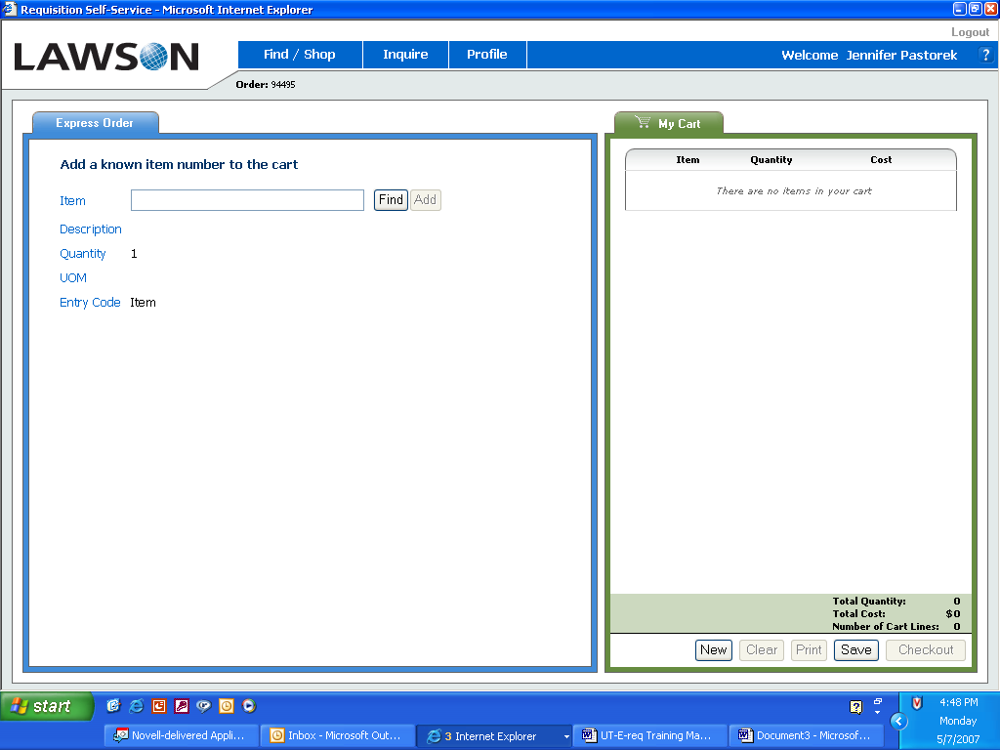 Requisition Self-Service - Microsoft Internet Explorer
Logout
LAWSON
Find / Shop Inquire Profile Welcome Jennifer Pastorek ?
Order: 94495
Express Order
Add a known item number to the cart
Item Find Add
Description
Quantity 1
UOM
Entry Code Item
My Cart
Item Quantity Cost
There are no items in your cart
Total Quantity: 0
Total Cost: $0
Number of Cart Lines: 0
New Clear Print Save Checkout
start
4:48 PM
Monday
5/7/2007
Novell-delivered Appli... Inbox - Microsoft Out... 3 Internet Explorer UT-E-req Training Ma... Document3 - Microsof...